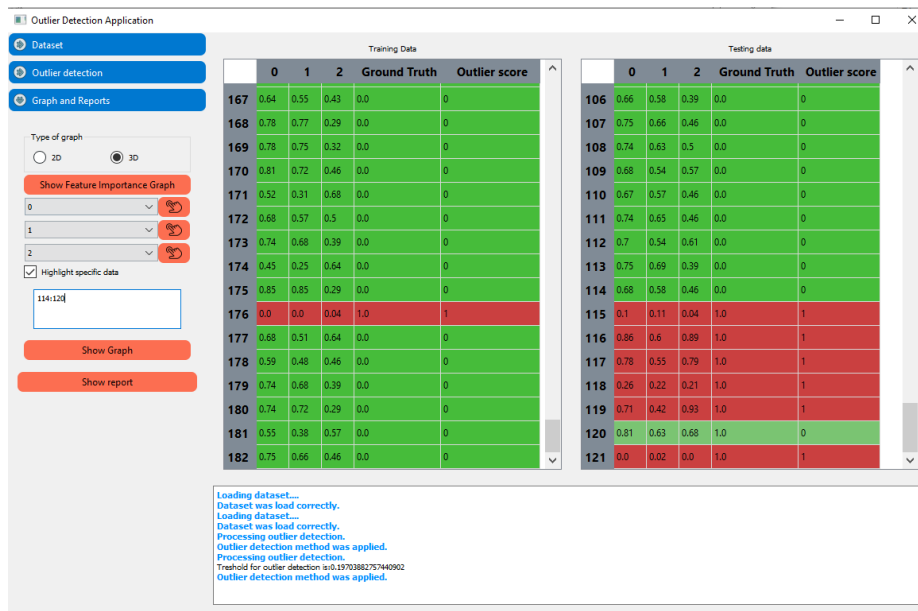 Outlier Detection Application
Dataset
Outlier detection
Graph and Reports
Type of graph
2D 3D
Show Feature Importance Graph
0
1
2
Highlight specific data
114:120
Show Graph
Show report
Training Data
0 1 2 Ground Truth Outlier score
167 0.64 0.55 0.43 0.0 0
168 0.78 0.77 0.29 0.0 0
169 0.78 0.75 0.32 0.0 0
170 0.81 0.72 0.46 0.0 0
171 0.52 0.31 0.68 0.0 0
172 0.68 0.57 0.5 0.0 0
173 0.74 0.68 0.39 0.0 0
174 0.45 0.25 0.64 0.0 0
175 0.85 0.85 0.29 0.0 0
176 0.0 0.0 0.04 1.0 1
177 0.68 0.51 0.64 0.0 0
178 0.59 0.48 0.46 0.0 0
179 0.74 0.68 0.39 0.0 0
180 0.74 0.72 0.29 0.0 0
181 0.55 0.38 0.57 0.0 0
182 0.75 0.66 0.46 0.0 0
Testing data
0 1 2 Ground Truth Outlier score
106 0.66 0.58 0.39 0.0 0
107 0.75 0.66 0.46 0.0 0
108 0.74 0.63 0.5 0.0 0
109 0.68 0.54 0.57 0.0 0
110 0.67 0.57 0.46 0.0 0
111 0.74 0.65 0.46 0.0 0
112 0.7 0.54 0.61 0.0 0
113 0.75 0.69 0.39 0.0 0
114 0.68 0.58 0.46 0.0 0
115 0.1 0.11 0.04 1.0 1
116 0.86 0.6 0.89 1.0 1
117 0.78 0.55 0.79 1.0 1
118 0.26 0.22 0.21 1.0 1
119 0.71 0.42 0.93 1.0 1
120 0.81 0.63 0.68 1.0 0
121 0.0 0.02 0.0 1.0 1
Loading dataset....
Dataset was load correctly.
Loading dataset....
Dataset was load correctly.
Processing outlier detection.
Outlier detection method was applied.
Processing outlier detection.
Treshold for outlier detection is:0.19703882757440902
Outlier detection method was applied.